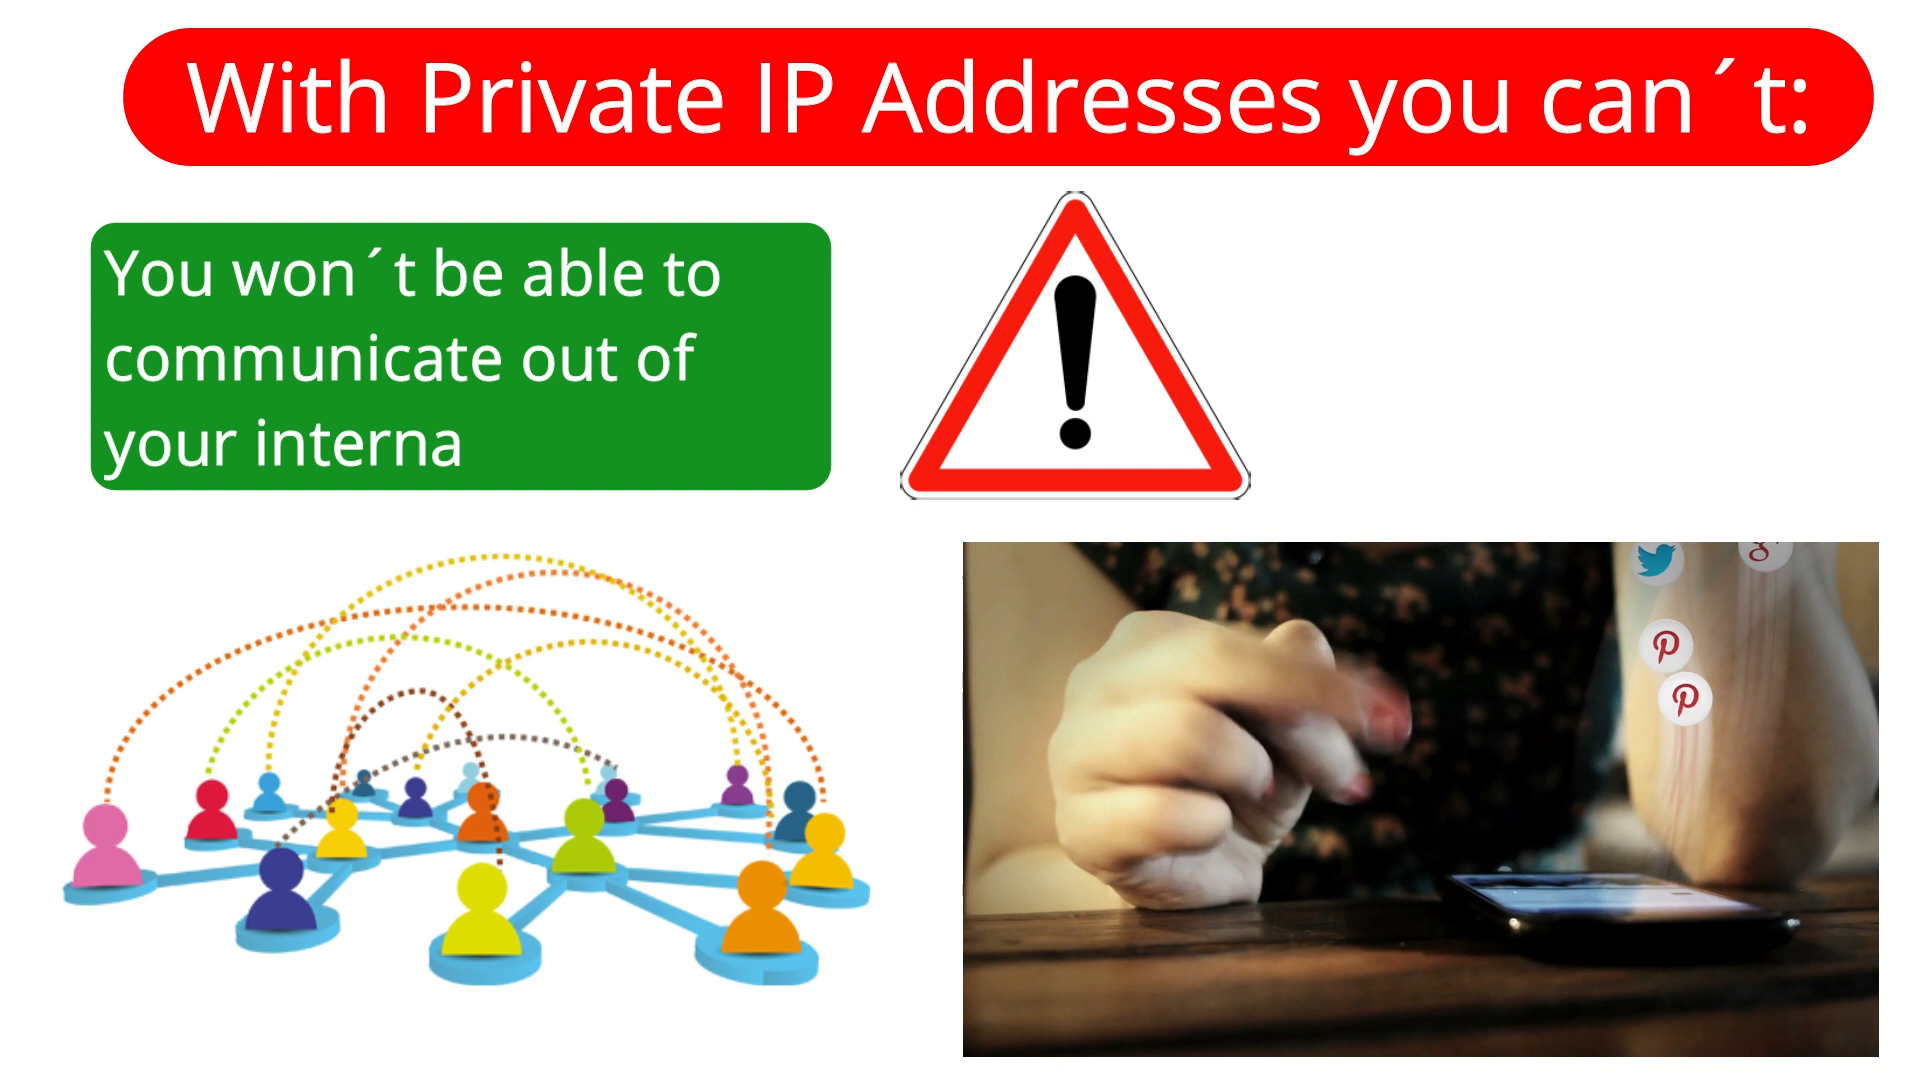 With Private IP Addresses you can´t:
You won´t be able to
communicate out of
your interna